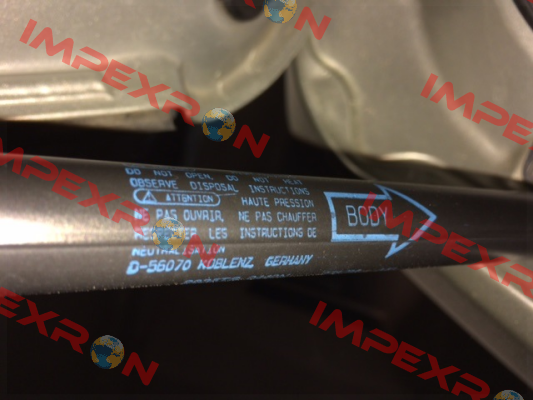 DO NOT OPEN DO NOT HEAT
OBSERVE DISPOSAL INSTRUCTIONS
ATTENTION HAUTE PRESSION
NE PAS OUVRIR, NE PAS CHAUFFER
RESPECTER LES INSTRUCTIONS DE
NEUTRALISATION
D-56070 KOBLENZ GERMANY
BODY
IMPEXRON
IMPEXRON
IMPEXRON
IMPEXRON
IMPEXRON